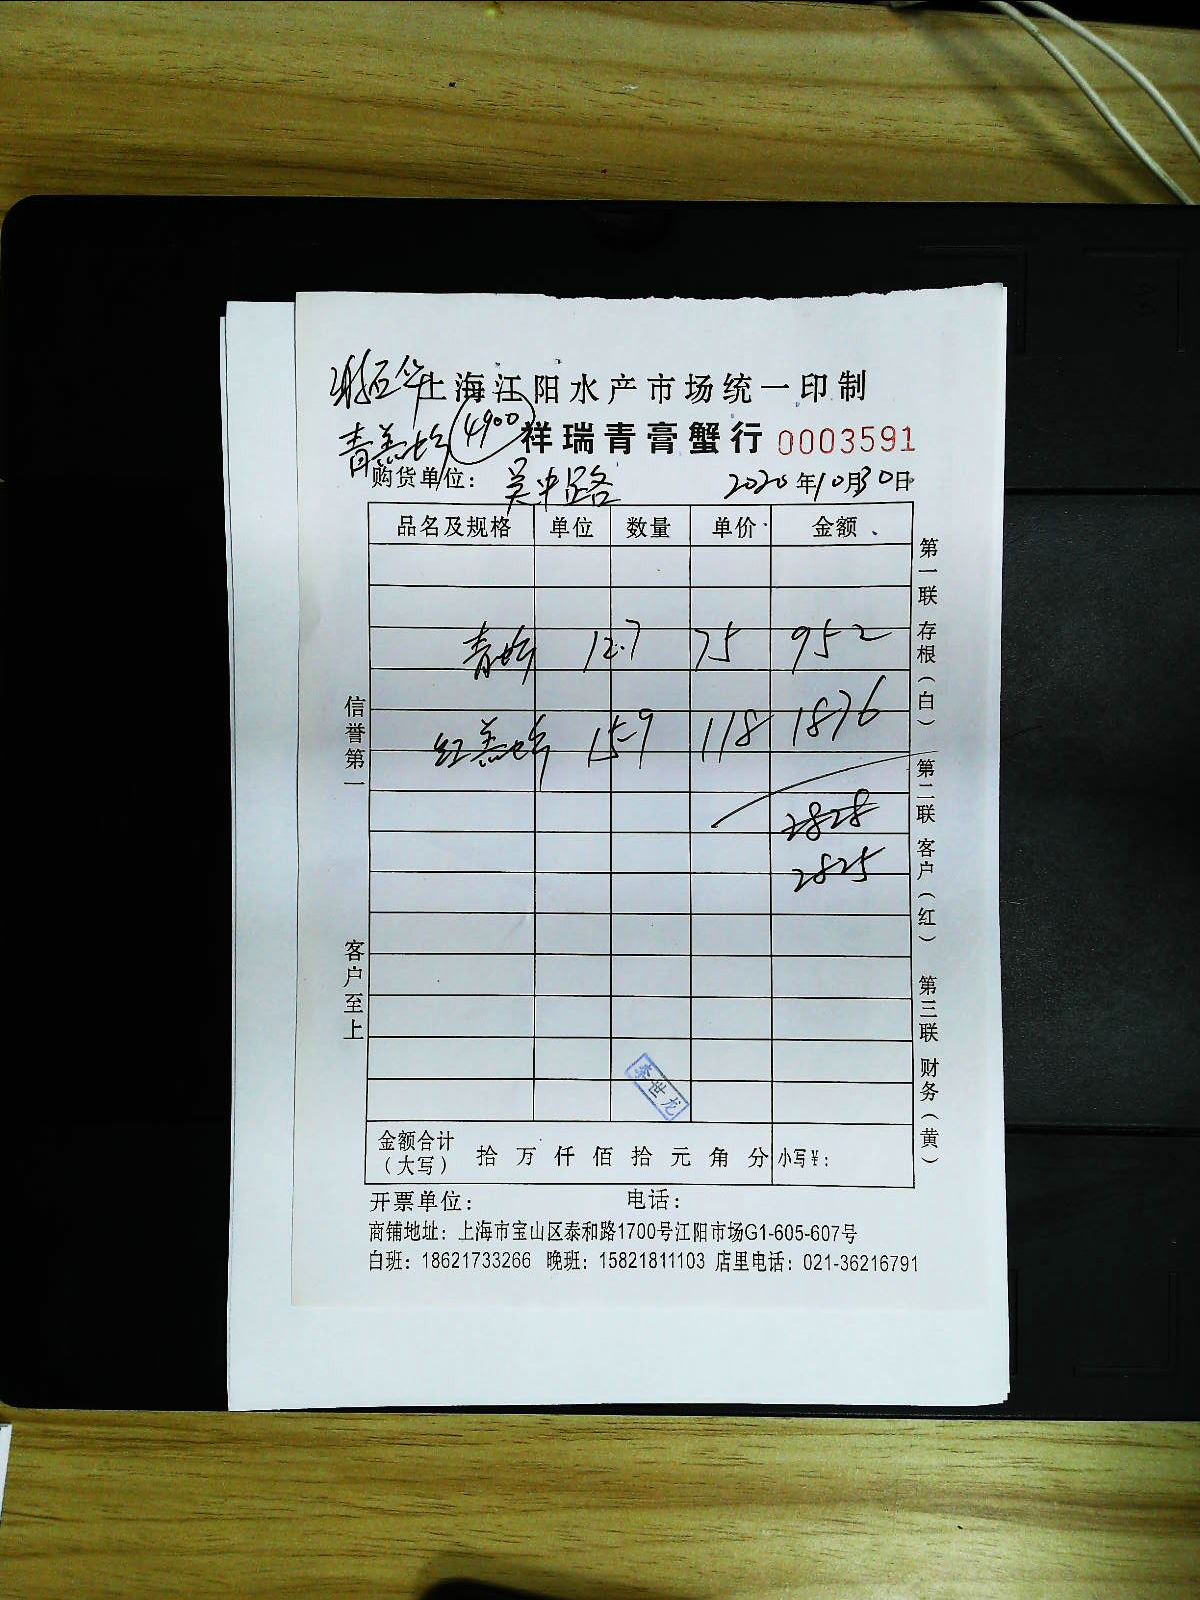 上海江阳水产市场统一印制
4900 祥瑞青膏蟹行 0003591
购货单位： 吴中路 2020年10月30日
品名及规格 单位 数量 单价 金额
青 12.7 75 952
红 15.9 118 1876
2828
2825
金额合计（大写） 拾 万 仟 佰 拾 元 角 分 小写￥：
开票单位： 电话：
商铺地址：上海市宝山区泰和路1700号江阳市场G1-605-607号
白班：18621733266 晚班：15821811103 店里电话：021-36216791
信誉第一 客户至上
第一联 存根（白） 第二联 客户（红） 第三联 财务（黄）
李世龙